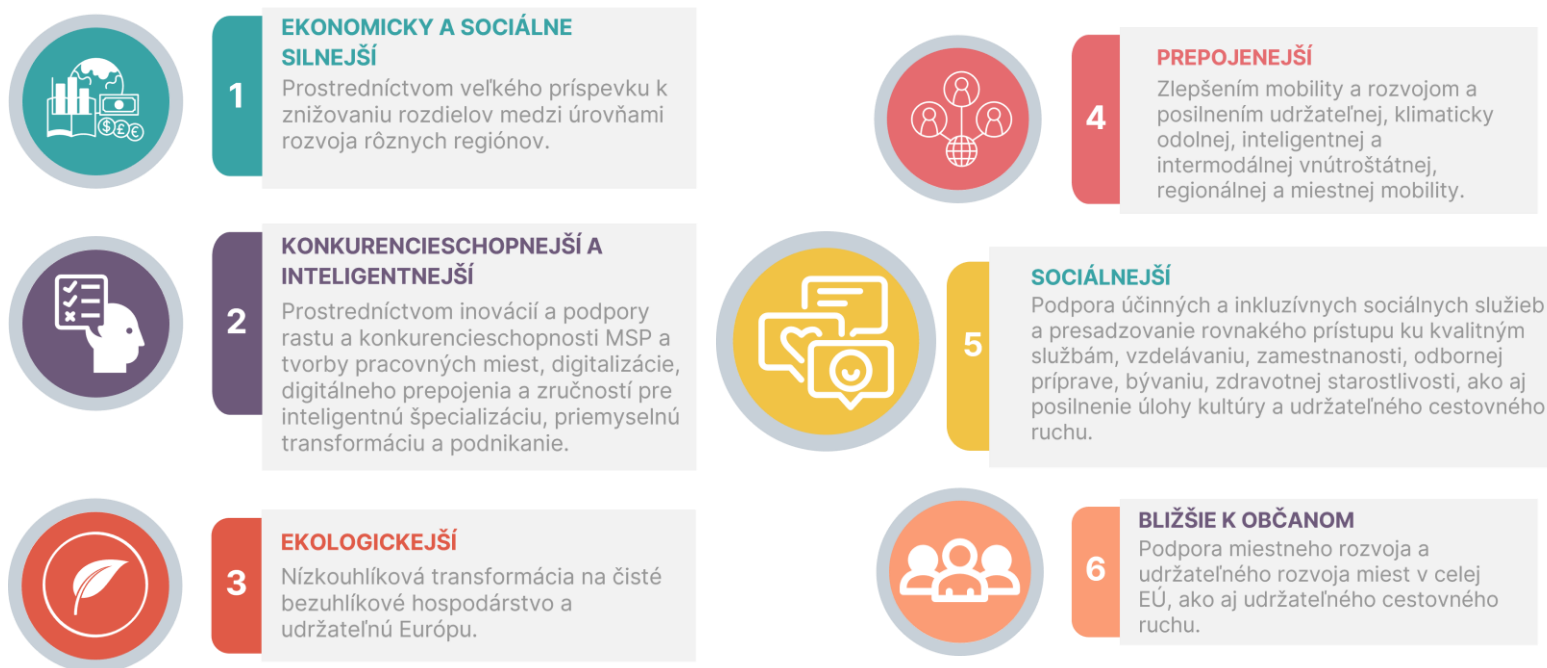 1
EKONOMICKY A SOCIÁLNE
SILNEJŠÍ
Prostredníctvom veľkého príspevku k
znižovaniu rozdielov medzi úrovňami
rozvoja rôznych regiónov.
2
KONKURENCIESCHOPNEJŠÍ A
INTELIGENTNEJŠÍ
Prostredníctvom inovácií a podpory
rastu a konkurencieschopnosti MSP a
tvorby pracovných miest, digitalizácie,
digitálneho prepojenia a zručností pre
inteligentnú špecializáciu, priemyselnú
transformáciu a podnikanie.
3
EKOLOGICKEJŠÍ
Nízkouhlíková transformácia na čisté
bezuhlíkové hospodárstvo a
udržateľnú Európu.
4
PREPOJENEJŠÍ
Zlepšením mobility a rozvojom a
posilnením udržateľnej, klimaticky
odolnej, inteligentnej a
intermodálnej vnútroštátnej,
regionálnej a miestnej mobility.
5
SOCIÁLNEJŠÍ
Podpora účinných a inkluzívnych sociálnych služieb
a presadzovanie rovnakého prístupu ku kvalitným
službám, vzdelávaniu, zamestnanosti, odbornej
príprave, bývaniu, zdravotnej starostlivosti, ako aj
posilnenie úlohy kultúry a udržateľného cestovného
ruchu.
6
BLIŽŠIE K OBČANOM
Podpora miestneho rozvoja a
udržateľného rozvoja miest v celej
EÚ, ako aj udržateľného cestovného
ruchu.
$££